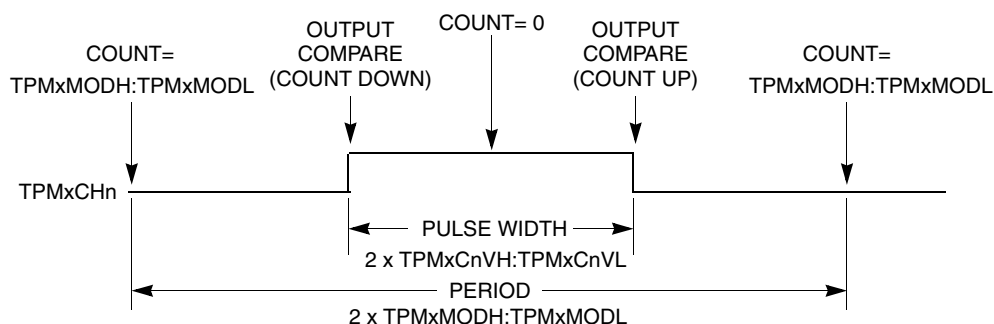 COUNT=
TPMxMODH:TPMxMODL
OUTPUT
COMPARE
(COUNT DOWN)
COUNT= 0
OUTPUT
COMPARE
(COUNT UP)
COUNT=
TPMxMODH:TPMxMODL
TPMxCHn
PULSE WIDTH
2 x TPMxCnVH:TPMxCnVL
PERIOD
2 x TPMxMODH:TPMxMODL